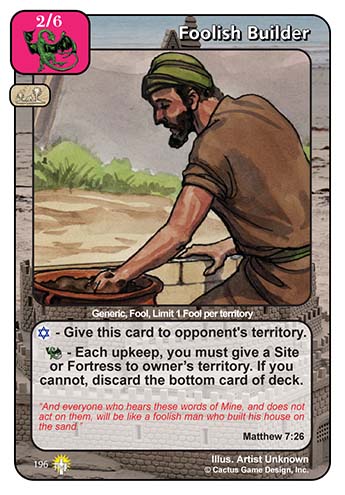 2/6
Foolish Builder
Generic, Fool, Limit 1 Fool per territory
- Give this card to opponent's territory.
- Each upkeep, you must give a Site
or Fortress to owner's territory. If you
cannot, discard the bottom card of deck.
"And everyone who hears these words of Mine, and does not
act on them, will be like a foolish man who built his house on
the sand."
Matthew 7:26
196
Illus. Artist Unknown
© Cactus Game Design, Inc.